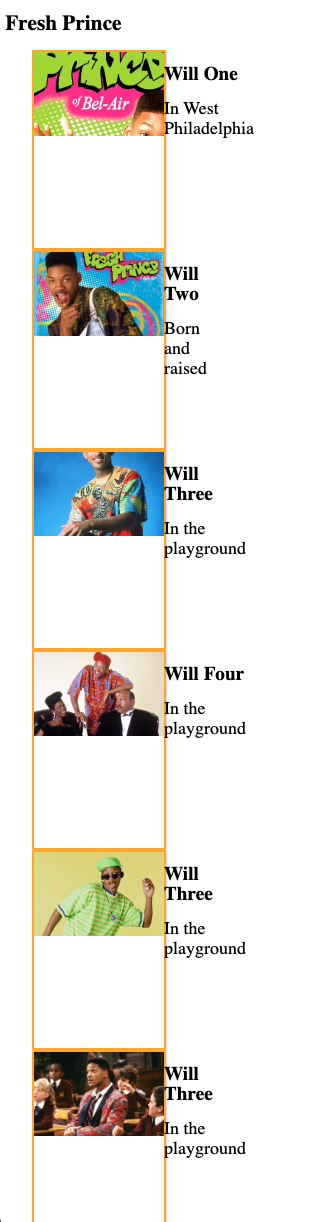 Fresh Prince
PRINCE
of Bel-Air
Will One
In West
Philadelphia
FRESH
PRINCE
Will
Two
Born
and
raised
Will
Three
In the
playground
Will Four
In the
playground
Will
Three
In the
playground
Will
Three
In the
playground